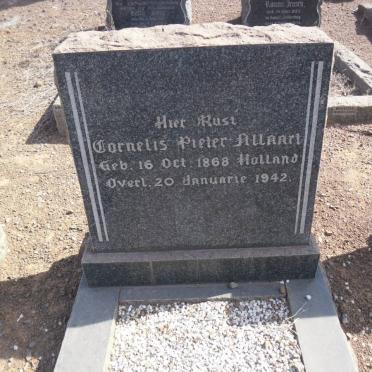 Hier Rust
Cornelis Pieter Allaart
Geb. 16 Oct. 1868 Holland
Overl. 20 Januarie 1942.